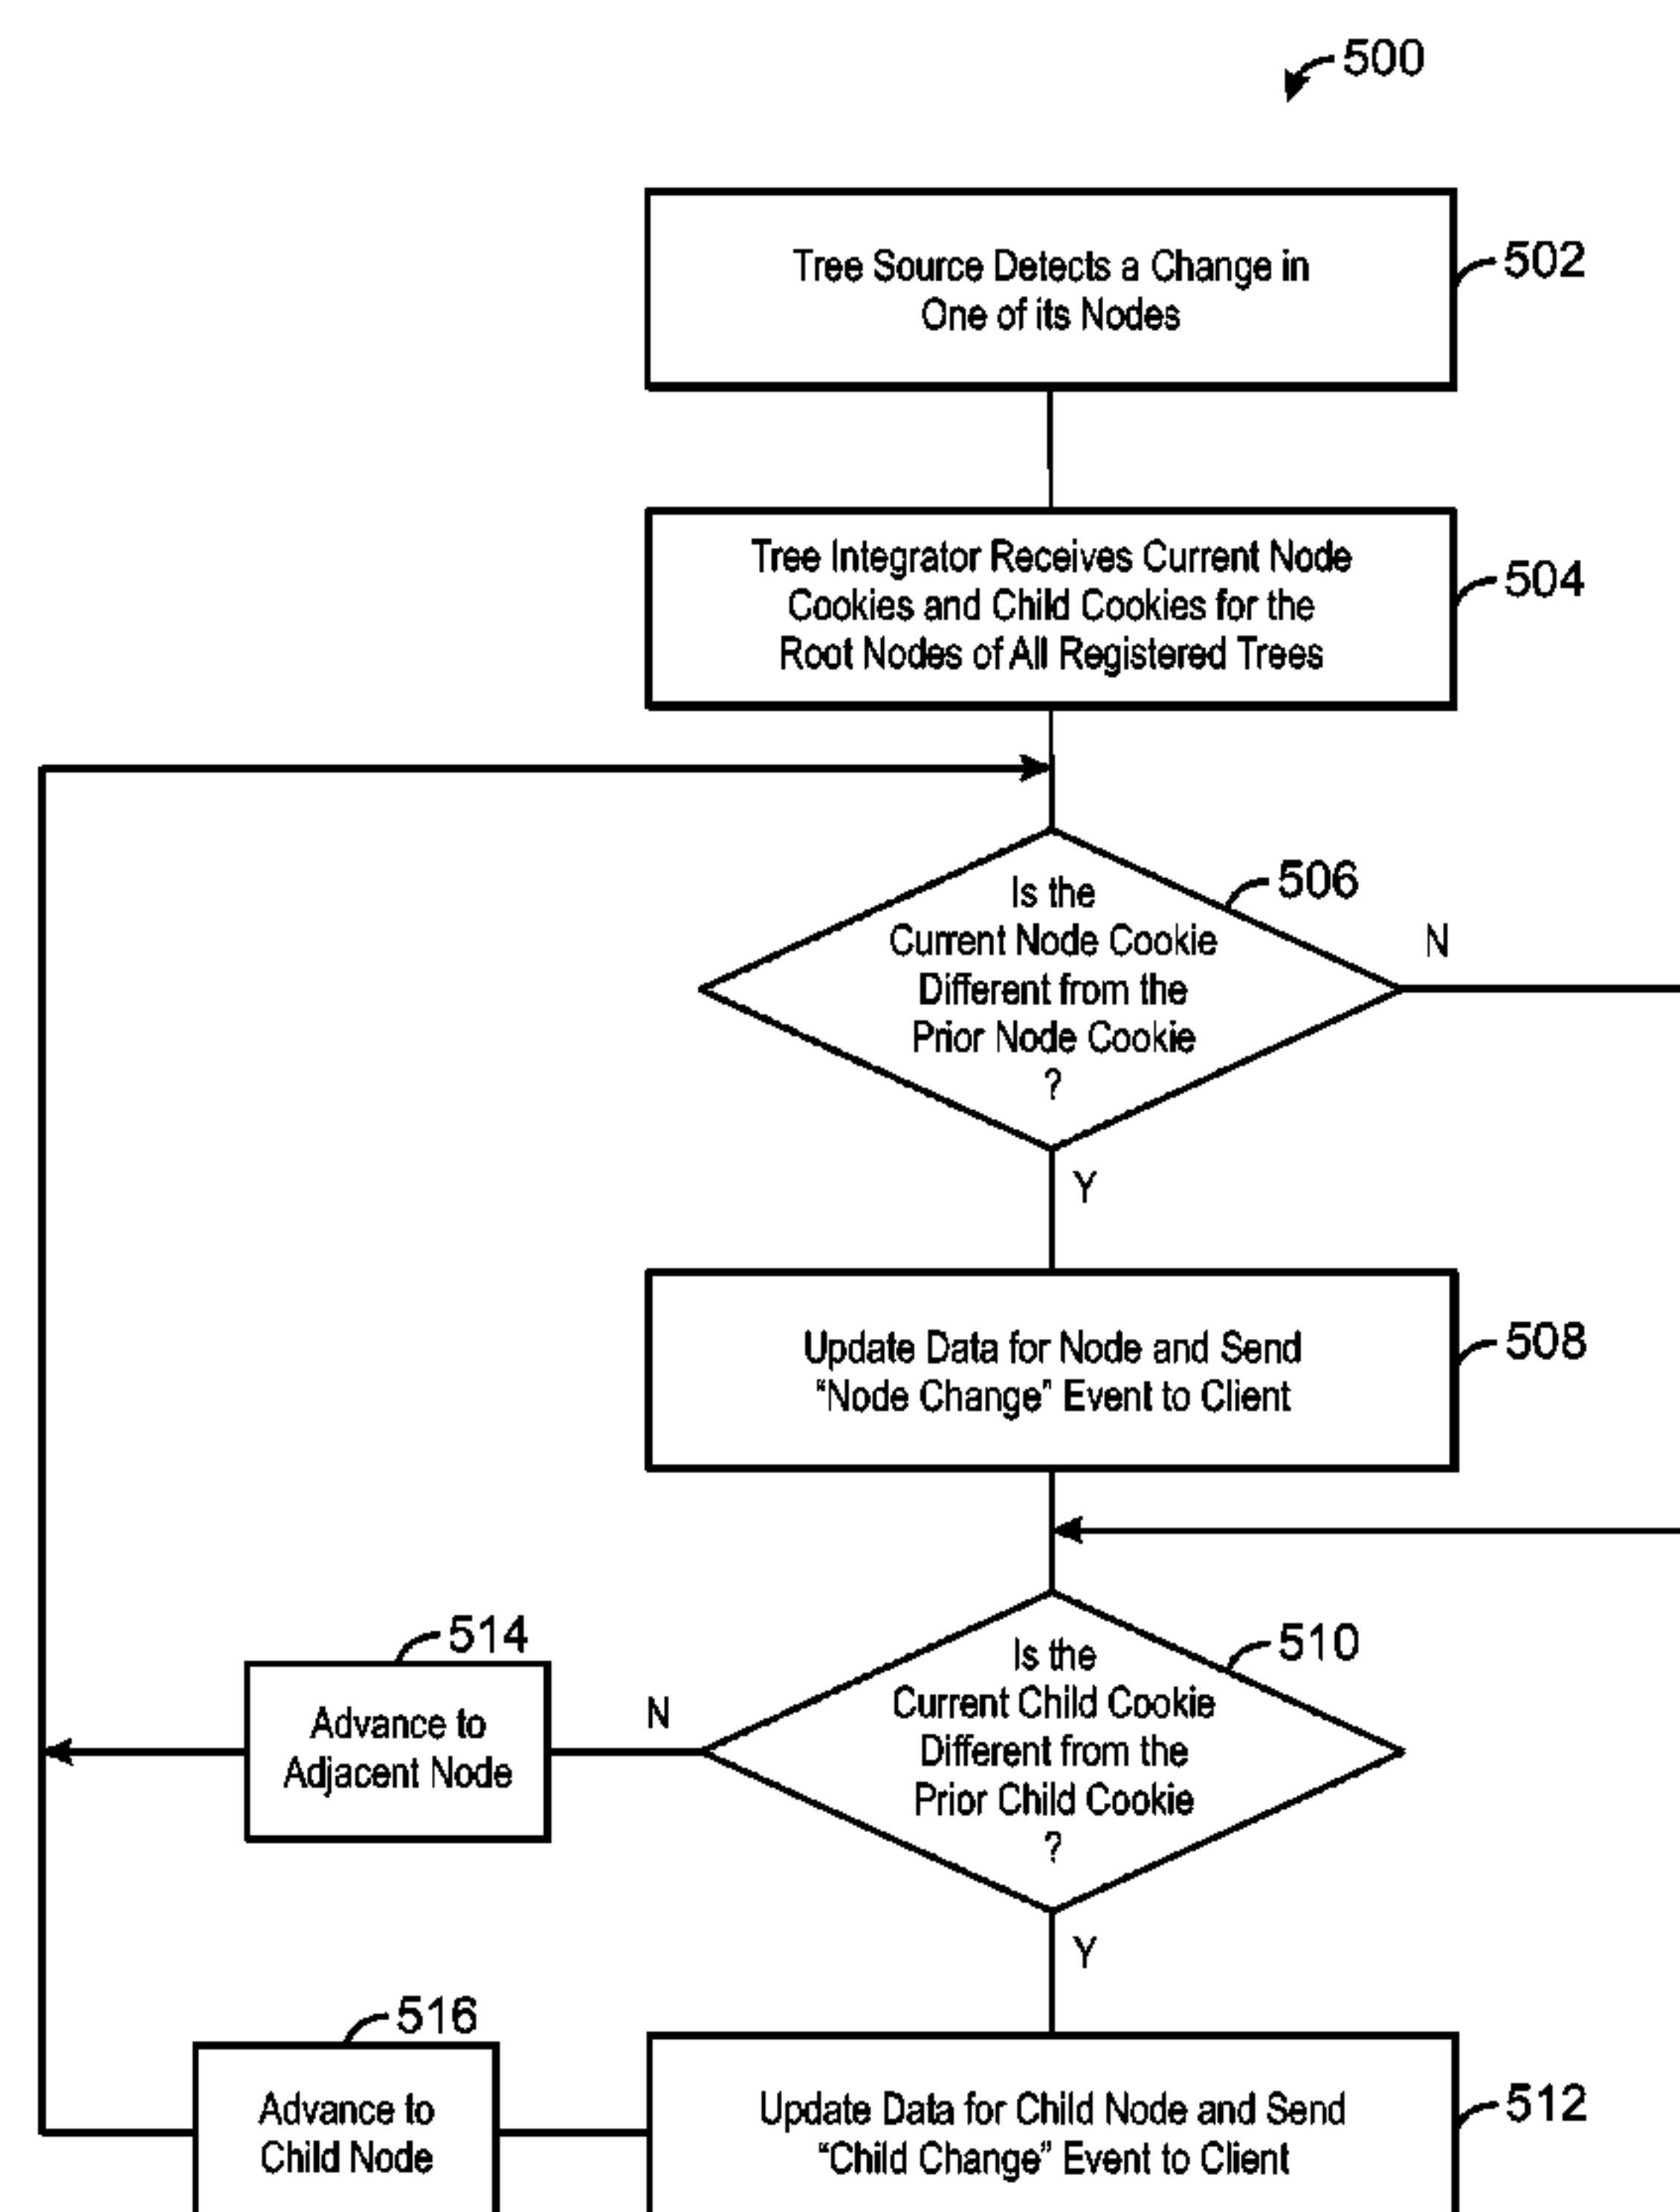 500
Tree Source Detects a Change in
One of its Nodes
502
Tree Integrator Receives Current Node
Cookies and Child Cookies for the
Root Nodes of All Registered Trees
504
Is the
Current Node Cookie
Different from the
Prior Node Cookie
?
506
N
Y
Update Data for Node and Send
“Node Change” Event to Client
508
Is the
Current Child Cookie
Different from the
Prior Child Cookie
?
510
N
514
Advance to
Adjacent Node
Y
516
Advance to
Child Node
Update Data for Child Node and Send
“Child Change” Event to Client
512